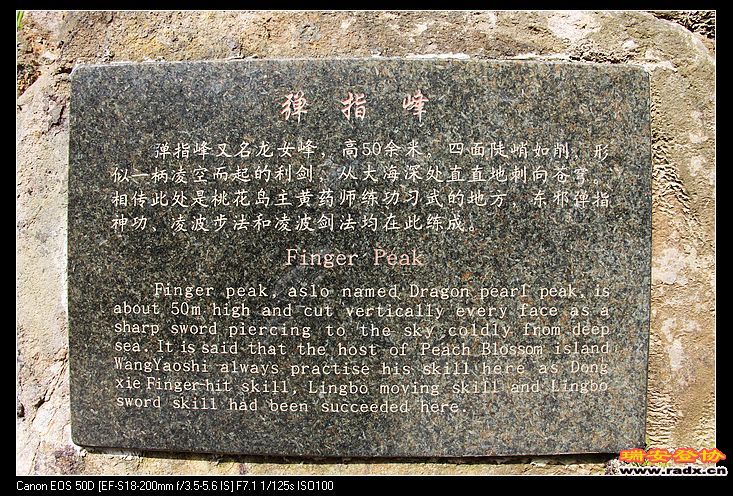 弹指峰
弹指峰又名龙女峰，高50余米，四面陡峭如削，形
似一柄凌空而起的利剑，从大海深处直直地刺向苍穹。
相传此处是桃花岛主黄药师练功习武的地方，东邪弹指
神功、凌波步法和凌波剑法均在此练成。
Finger Peak
Finger peak, aslo named Dragon pearl peak, is
about 50m high and cut vertically every face as a
sharp sword piercing to the sky coldly from deep
sea. It is said that the host of Peach Blossom island
WangYaoshi always practise his skill here as Dong
xie Finger-hit skill, Lingbo moving skill and Lingbo
sword skill had been succeeded here.
瑞安登协
www.radx.cn
Canon EOS 50D [EF-S18-200mm f/3.5-5.6 IS] F7.1 1/125s ISO100